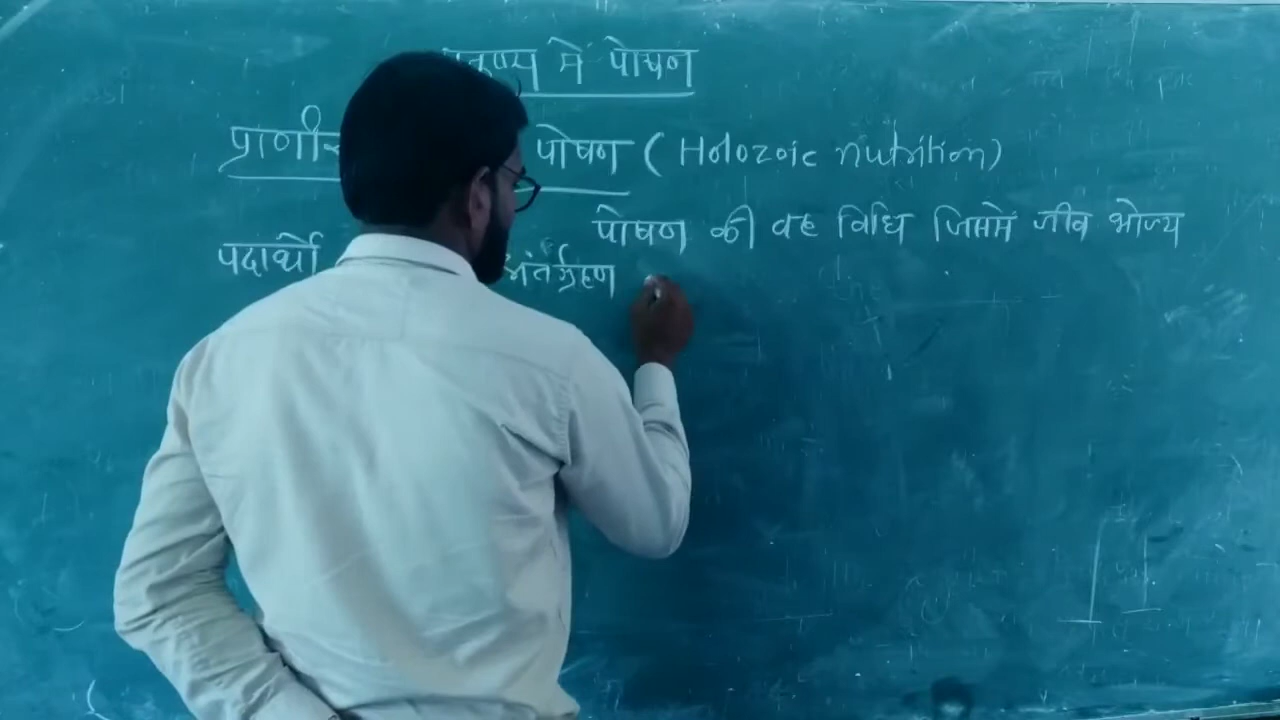 में पोषण
पोषण ( Holozoic nutrition )
पोषण की वह विधि जिसमें जीव भोज्य
पदार्थों अंतर्ग्रहण